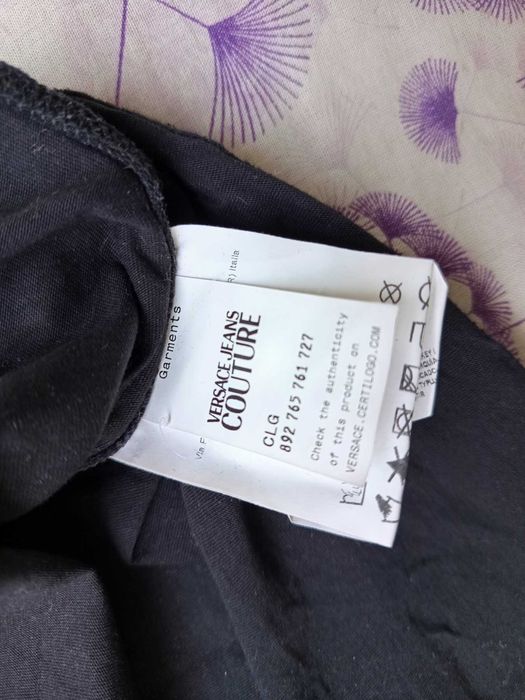 R) Italia
Garments
VERSACE JEANS
COUTURE
CLG
892 765 761 727
Check the authenticity
of this product on
VERSACE.CERTILOGO.COM